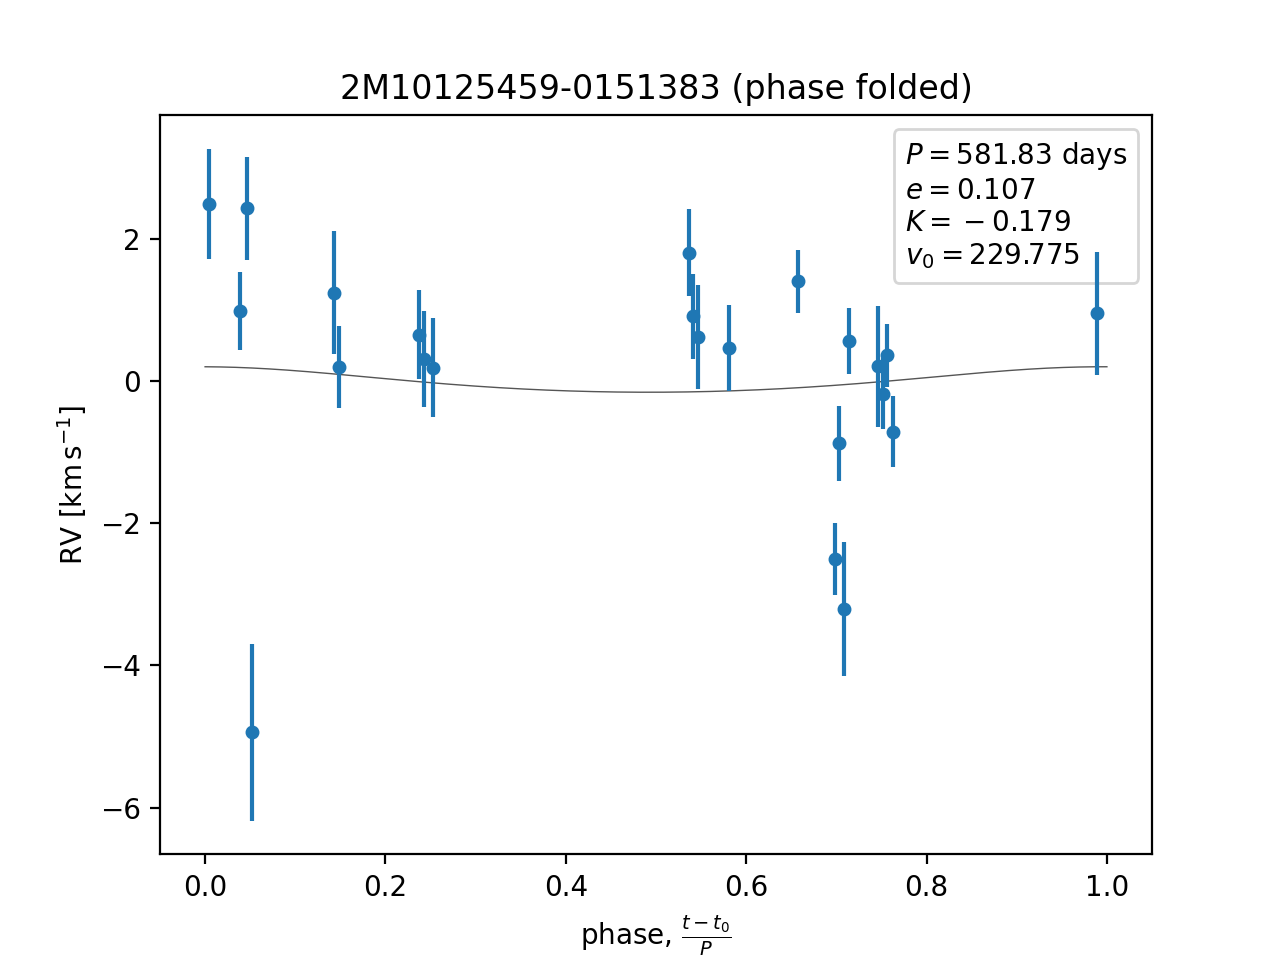 2M10125459-0151383 (phase folded)
P = 581.83 days
e = 0.107
K = −0.179
v₀ = 229.775
2
0
−2
−4
−6
RV [km s⁻¹]
0.0 0.2 0.4 0.6 0.8 1.0
phase, (t − t₀)/P